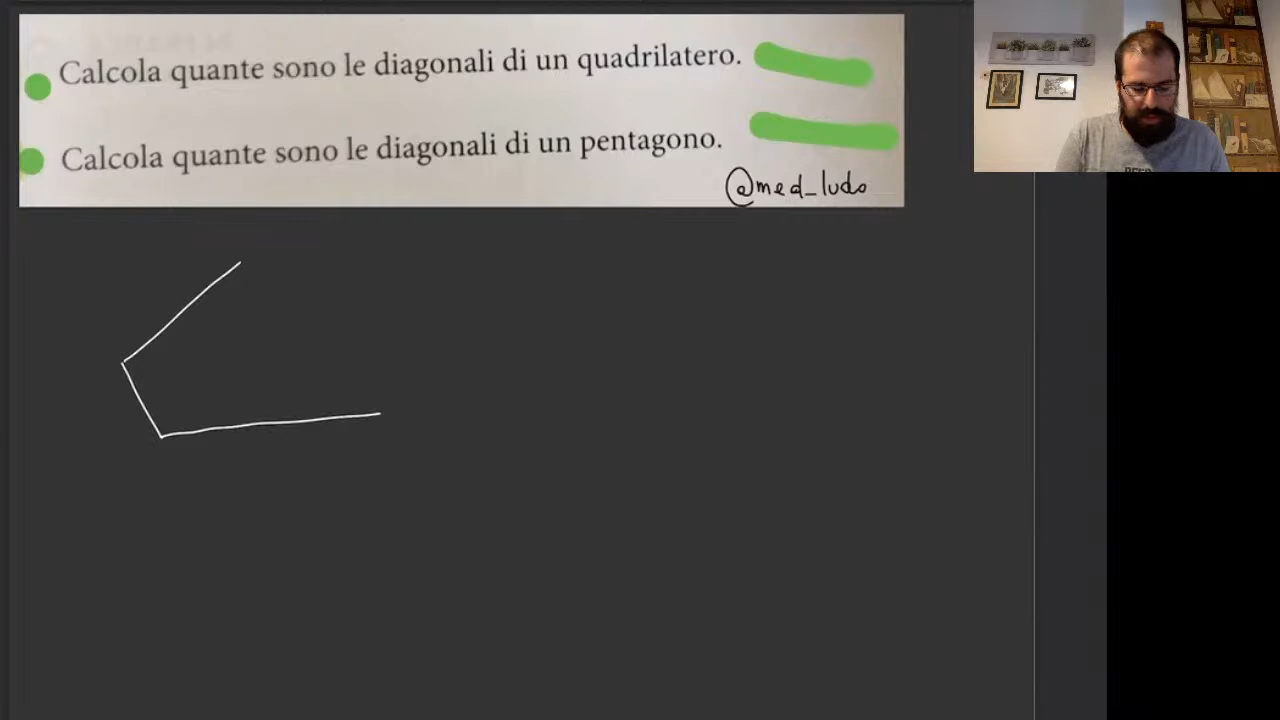 Calcola quante sono le diagonali di un quadrilatero.
Calcola quante sono le diagonali di un pentagono.
@med_ludo